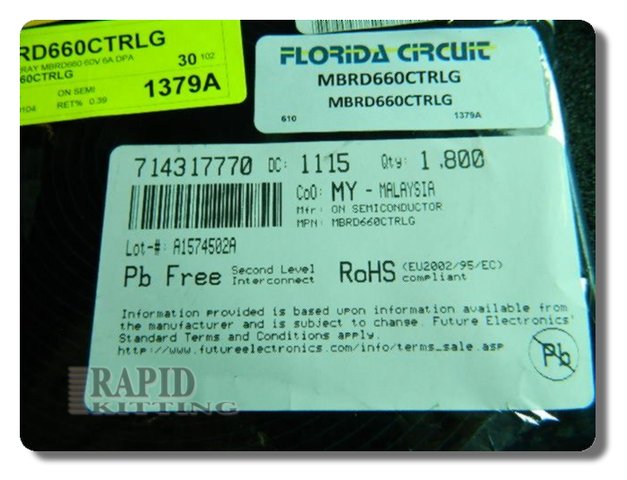 RD660CTRLG
RAY MBRD660 60V 6A DPA
60CTRLG
30 102
ON SEMI
104 RET% 0.39
1379A
FLORIDA CIRCUIT
MBRD660CTRLG
MBRD660CTRLG
610 1379A
714317770 DC: 1115 Qty: 1,800
CoO: MY - MALAYSIA
Mfr: ON SEMICONDUCTOR
MPN: MBRD660CTRLG
Lot-#: A1574502A
Pb Free Second Level Interconnect RoHS (EU2002/95/EC) compliant
Information provided is based upon information available from
the manufacturer and is subject to change. Future Electronics'
Standard Terms and Conditions apply.
http://www.futureelectronics.com/info/terms_sale.asp
Pb
RAPID
KITTING